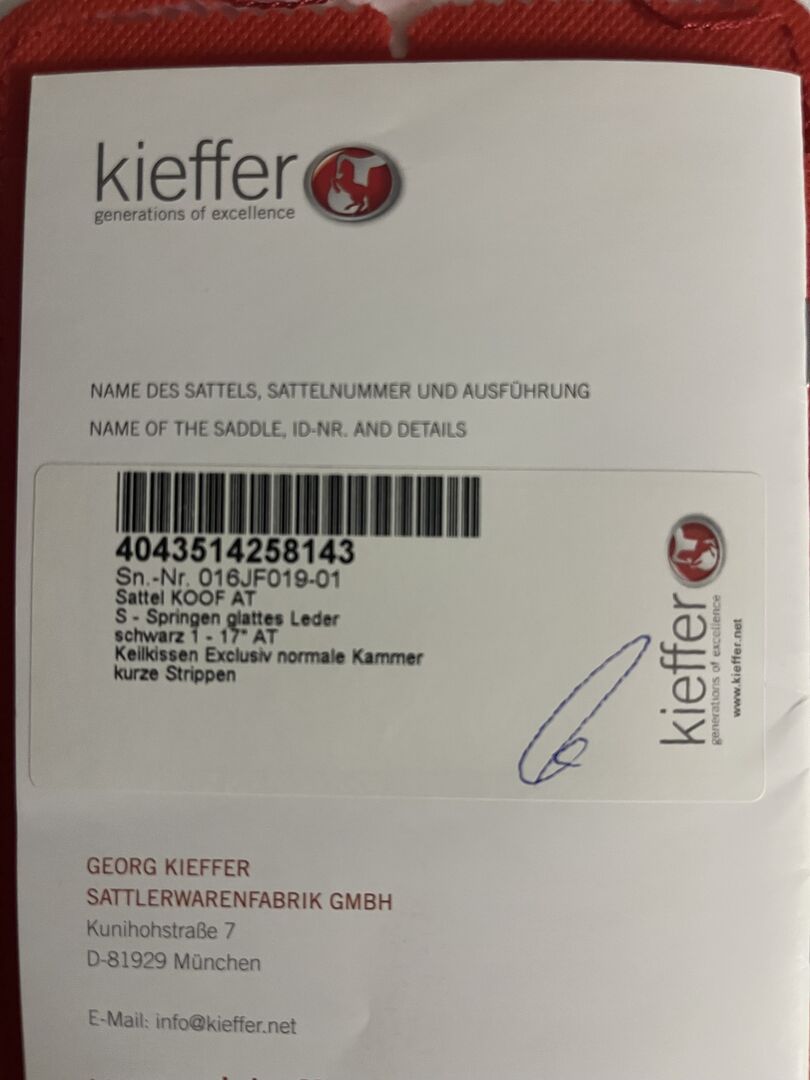 kieffer
generations of excellence
NAME DES SATTELS, SATTELNUMMER UND AUSFÜHRUNG
NAME OF THE SADDLE, ID-NR. AND DETAILS
4043514258143
Sn.-Nr. 016JF019-01
Sattel KOOF AT
S - Springen glattes Leder
schwarz 1 - 17" AT
Keilkissen Exclusiv normale Kammer
kurze Strippen
kieffer
generations of excellence
www.kieffer.net
GEORG KIEFFER
SATTLERWARENFABRIK GMBH
Kunihohstraße 7
D-81929 München
E-Mail: info@kieffer.net